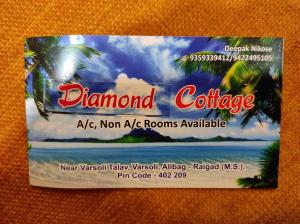 Deepak Nikose
9359339412/9422495105
Diamond Cottage
A/c, Non A/c Rooms Available
Near Varsoli Talav, Varsoli, Alibag - Raigad (M.S.).
Pin Code - 402 209.